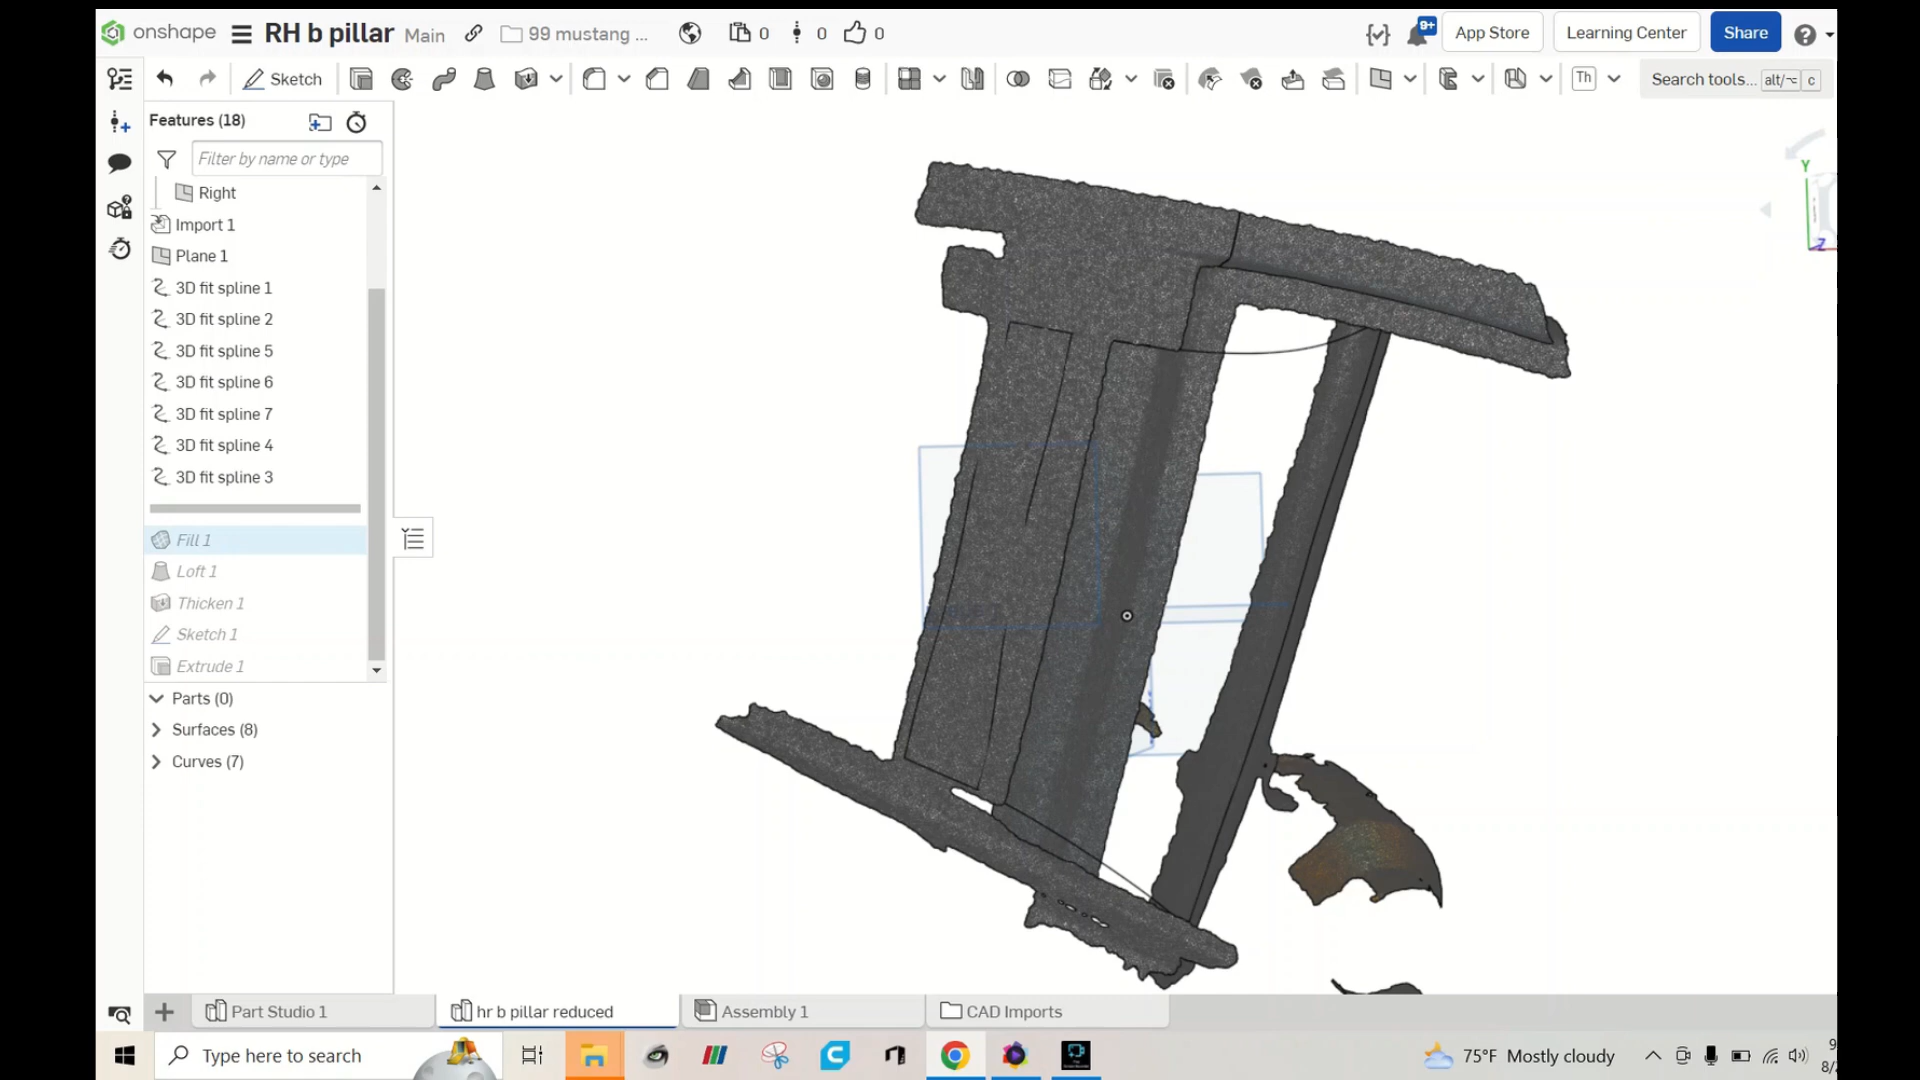 onshape RH b pillar Main 99 mustang ... 0 0 0 9+ App Store Learning Center Share
Sketch Th Search tools... alt/⌥ c
Features (18)
Filter by name or type
Right
Import 1
Plane 1
3D fit spline 1
3D fit spline 2
3D fit spline 5
3D fit spline 6
3D fit spline 7
3D fit spline 4
3D fit spline 3
Fill 1
Loft 1
Thicken 1
Sketch 1
Extrude 1
Parts (0)
Surfaces (8)
Curves (7)
Y
Z
Part Studio 1 hr b pillar reduced Assembly 1 CAD Imports
Type here to search 75°F Mostly cloudy 9
8/